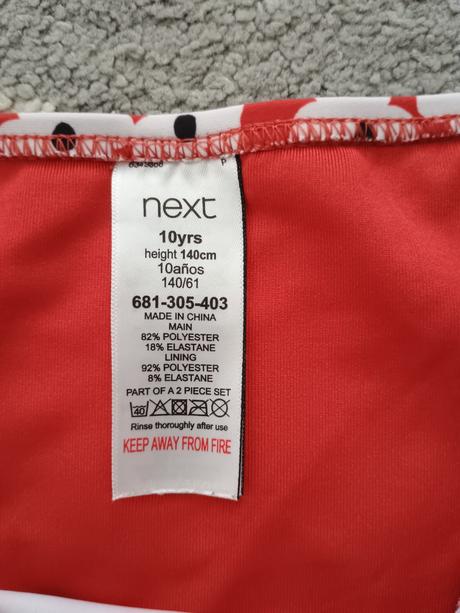 P
next
10yrs
height 140cm
10años
140/61
681-305-403
MADE IN CHINA
MAIN
82% POLYESTER
18% ELASTANE
LINING
92% POLYESTER
8% ELASTANE
PART OF A 2 PIECE SET
40
Rinse thoroughly after use
KEEP AWAY FROM FIRE